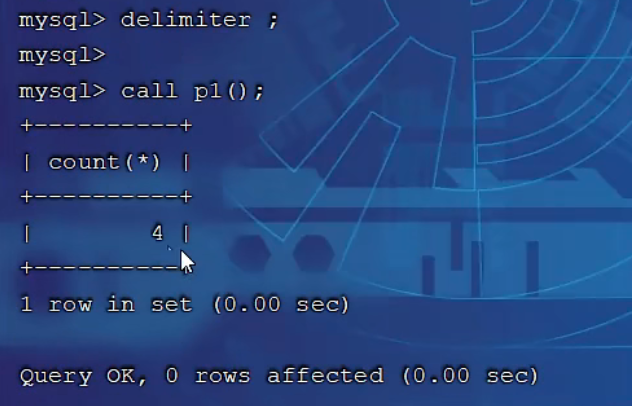 mysql> delimiter ;
mysql>
mysql> call p1();
+----------+
| count(*) |
+----------+
|        4 |
+----------+
1 row in set (0.00 sec)
Query OK, 0 rows affected (0.00 sec)